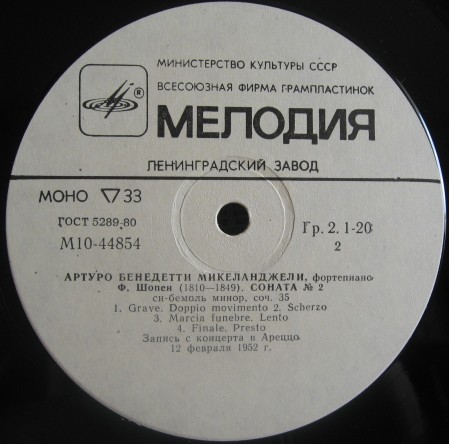 МИНИСТЕРСТВО КУЛЬТУРЫ СССР
ВСЕСОЮЗНАЯ ФИРМА ГРАМПЛАСТИНОК
®
МЕЛОДИЯ
ЛЕНИНГРАДСКИЙ ЗАВОД
МОНО ▽ 33
ГОСТ 5289-80
М10-44854
Гр. 2. 1-20
2
АРТУРО БЕНЕДЕТТИ МИКЕЛАНДЖЕЛИ, фортепиано
Ф. Шопен (1810—1849). СОНАТА № 2
си-бемоль минор, соч. 35
1. Grave. Doppio movimento 2. Scherzo
3. Marcia funebre. Lento
4. Finale. Presto
Запись с концерта в Ареццо
12 февраля 1952 г.